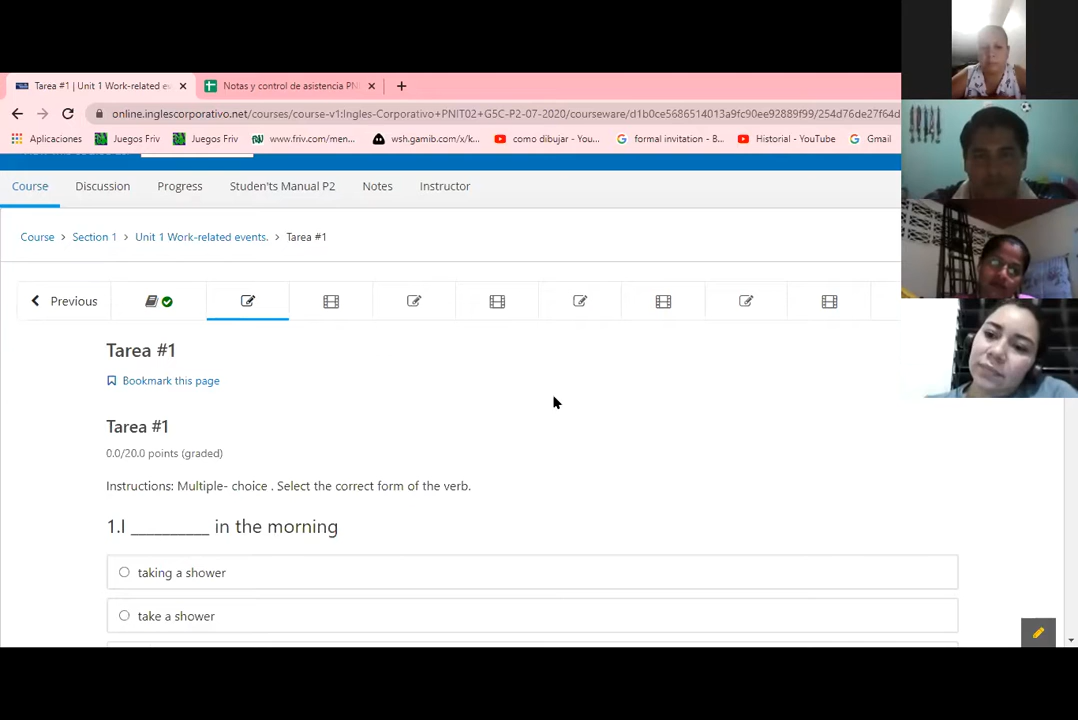 Tarea #1 | Unit 1 Work-related e
Notas y control de asistencia PN
online.inglescorporativo.net/courses/course-v1:Ingles-Corporativo+PNIT02+G5C-P2-07-2020/courseware/d1b0ce5686514013a9fc90ee92889f99/254d76de27f64d
Aplicaciones
Juegos Friv
Juegos Friv
www.friv.com/men...
wsh.gamib.com/x/k...
como dibujar - You...
formal invitation - B...
Historial - YouTube
Gmail
Course
Discussion
Progress
Studen'ts Manual P2
Notes
Instructor
Course > Section 1 > Unit 1 Work-related events. > Tarea #1
Previous
Tarea #1
Bookmark this page
Tarea #1
0.0/20.0 points (graded)
Instructions: Multiple- choice . Select the correct form of the verb.
1.I __________ in the morning
taking a shower
take a shower